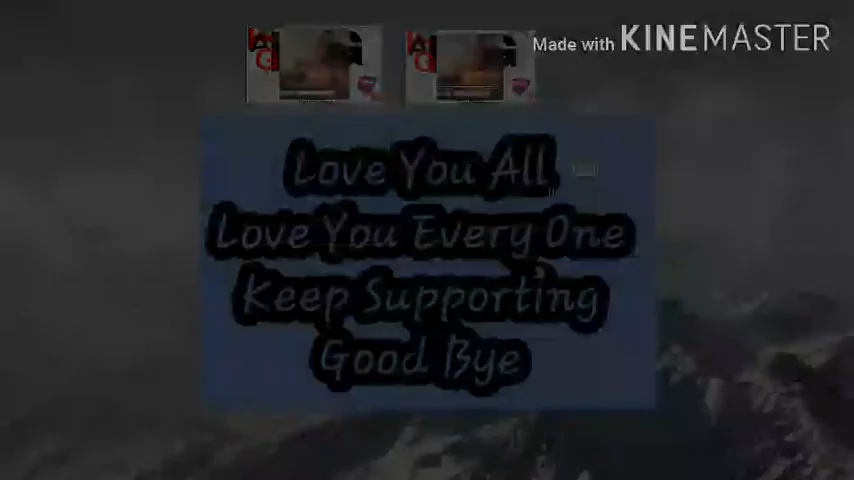 Made with KINEMASTER
Love You All
Love You Every One
Keep Supporting
Good Bye